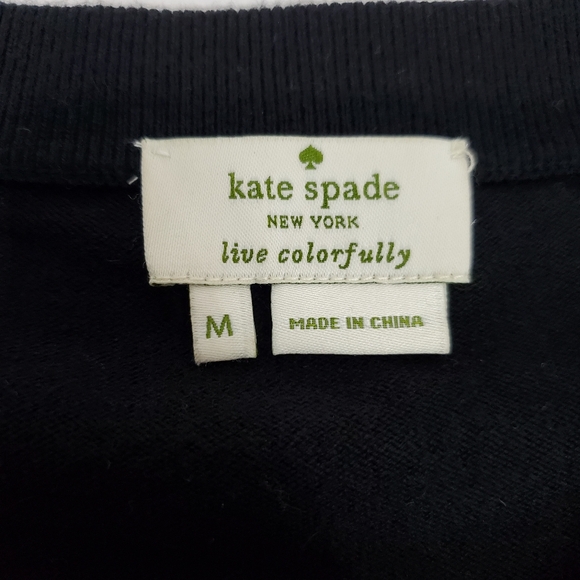 kate spade
NEW YORK
live colorfully
M
MADE IN CHINA